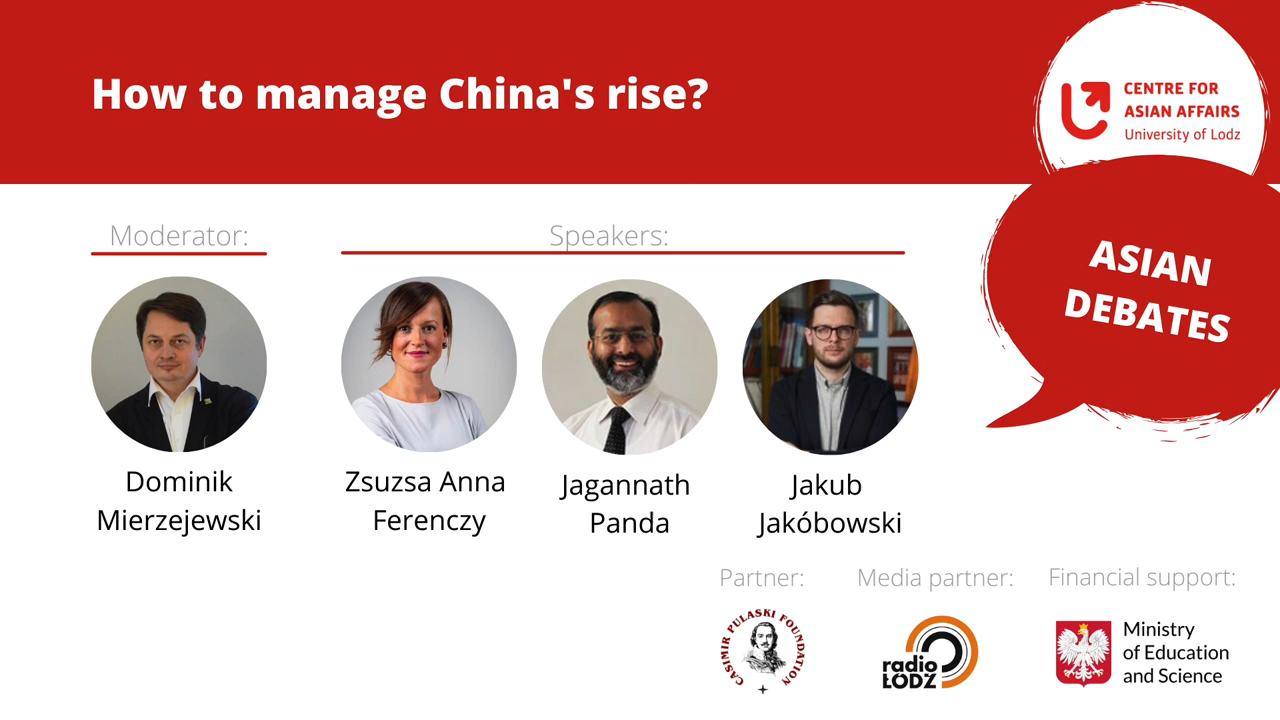 How to manage China's rise?
CENTRE FOR
ASIAN AFFAIRS
University of Lodz
ASIAN
DEBATES
Moderator:
Speakers:
Dominik
Mierzejewski
Zsuzsa Anna
Ferenczy
Jagannath
Panda
Jakub
Jakóbowski
Partner:
Media partner:
Financial support:
CASIMIR PULASKI FOUNDATION
radio
ŁÓDŹ
Ministry
of Education
and Science